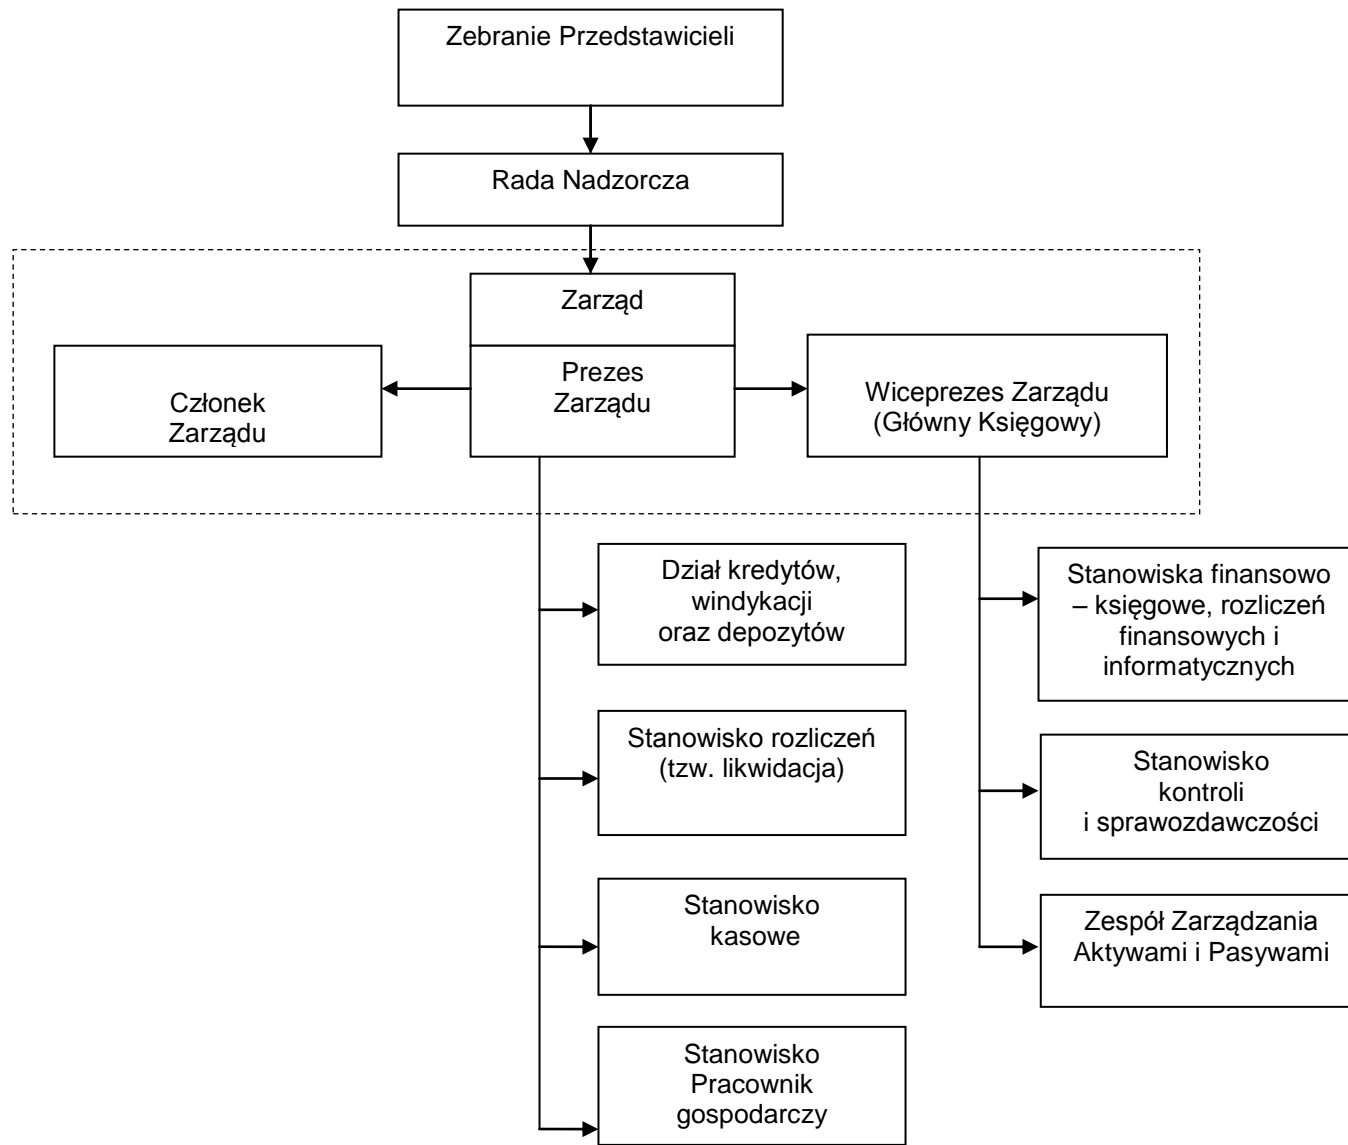 Zebranie Przedstawicieli
Rada Nadzorcza
Zarząd
Członek
Zarządu
Prezes
Zarządu
Wiceprezes Zarządu
(Główny Księgowy)
Dział kredytów,
windykacji
oraz depozytów
Stanowisko rozliczeń
(tzw. likwidacja)
Stanowisko
kasowe
Stanowisko
Pracownik
gospodarczy
Stanowiska finansowo
– księgowe, rozliczeń
finansowych i
informatycznych
Stanowisko
kontroli
i sprawozdawczości
Zespół Zarządzania
Aktywami i Pasywami